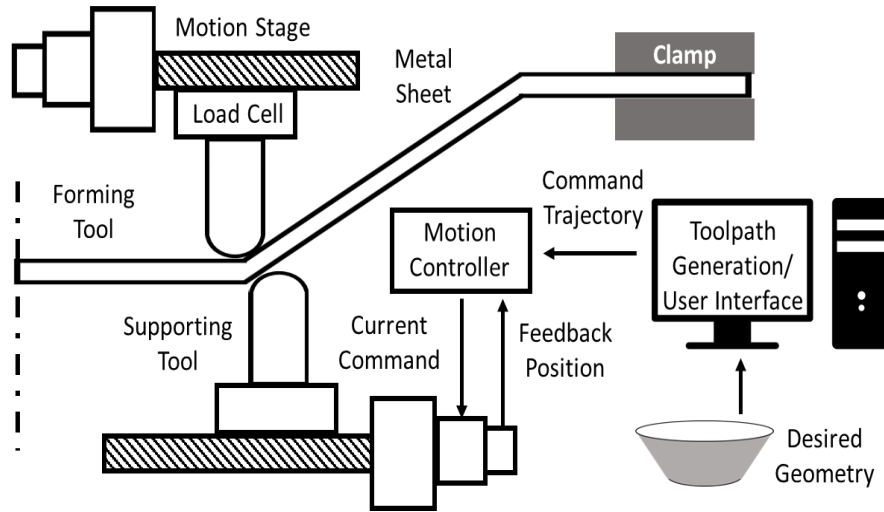 Motion Stage
Load Cell
Metal
Sheet
Clamp
Forming
Tool
Supporting
Tool
Motion
Controller
Command
Trajectory
Toolpath
Generation/
User Interface
Current
Command
Feedback
Position
Desired
Geometry